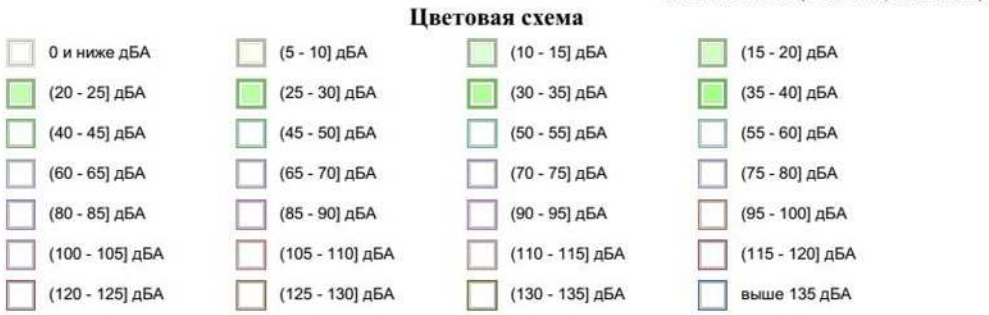 Цветовая схема
0 и ниже дБА (5 - 10] дБА (10 - 15] дБА (15 - 20] дБА
(20 - 25] дБА (25 - 30] дБА (30 - 35] дБА (35 - 40] дБА
(40 - 45] дБА (45 - 50] дБА (50 - 55] дБА (55 - 60] дБА
(60 - 65] дБА (65 - 70] дБА (70 - 75] дБА (75 - 80] дБА
(80 - 85] дБА (85 - 90] дБА (90 - 95] дБА (95 - 100] дБА
(100 - 105] дБА (105 - 110] дБА (110 - 115] дБА (115 - 120] дБА
(120 - 125] дБА (125 - 130] дБА (130 - 135] дБА выше 135 дБА